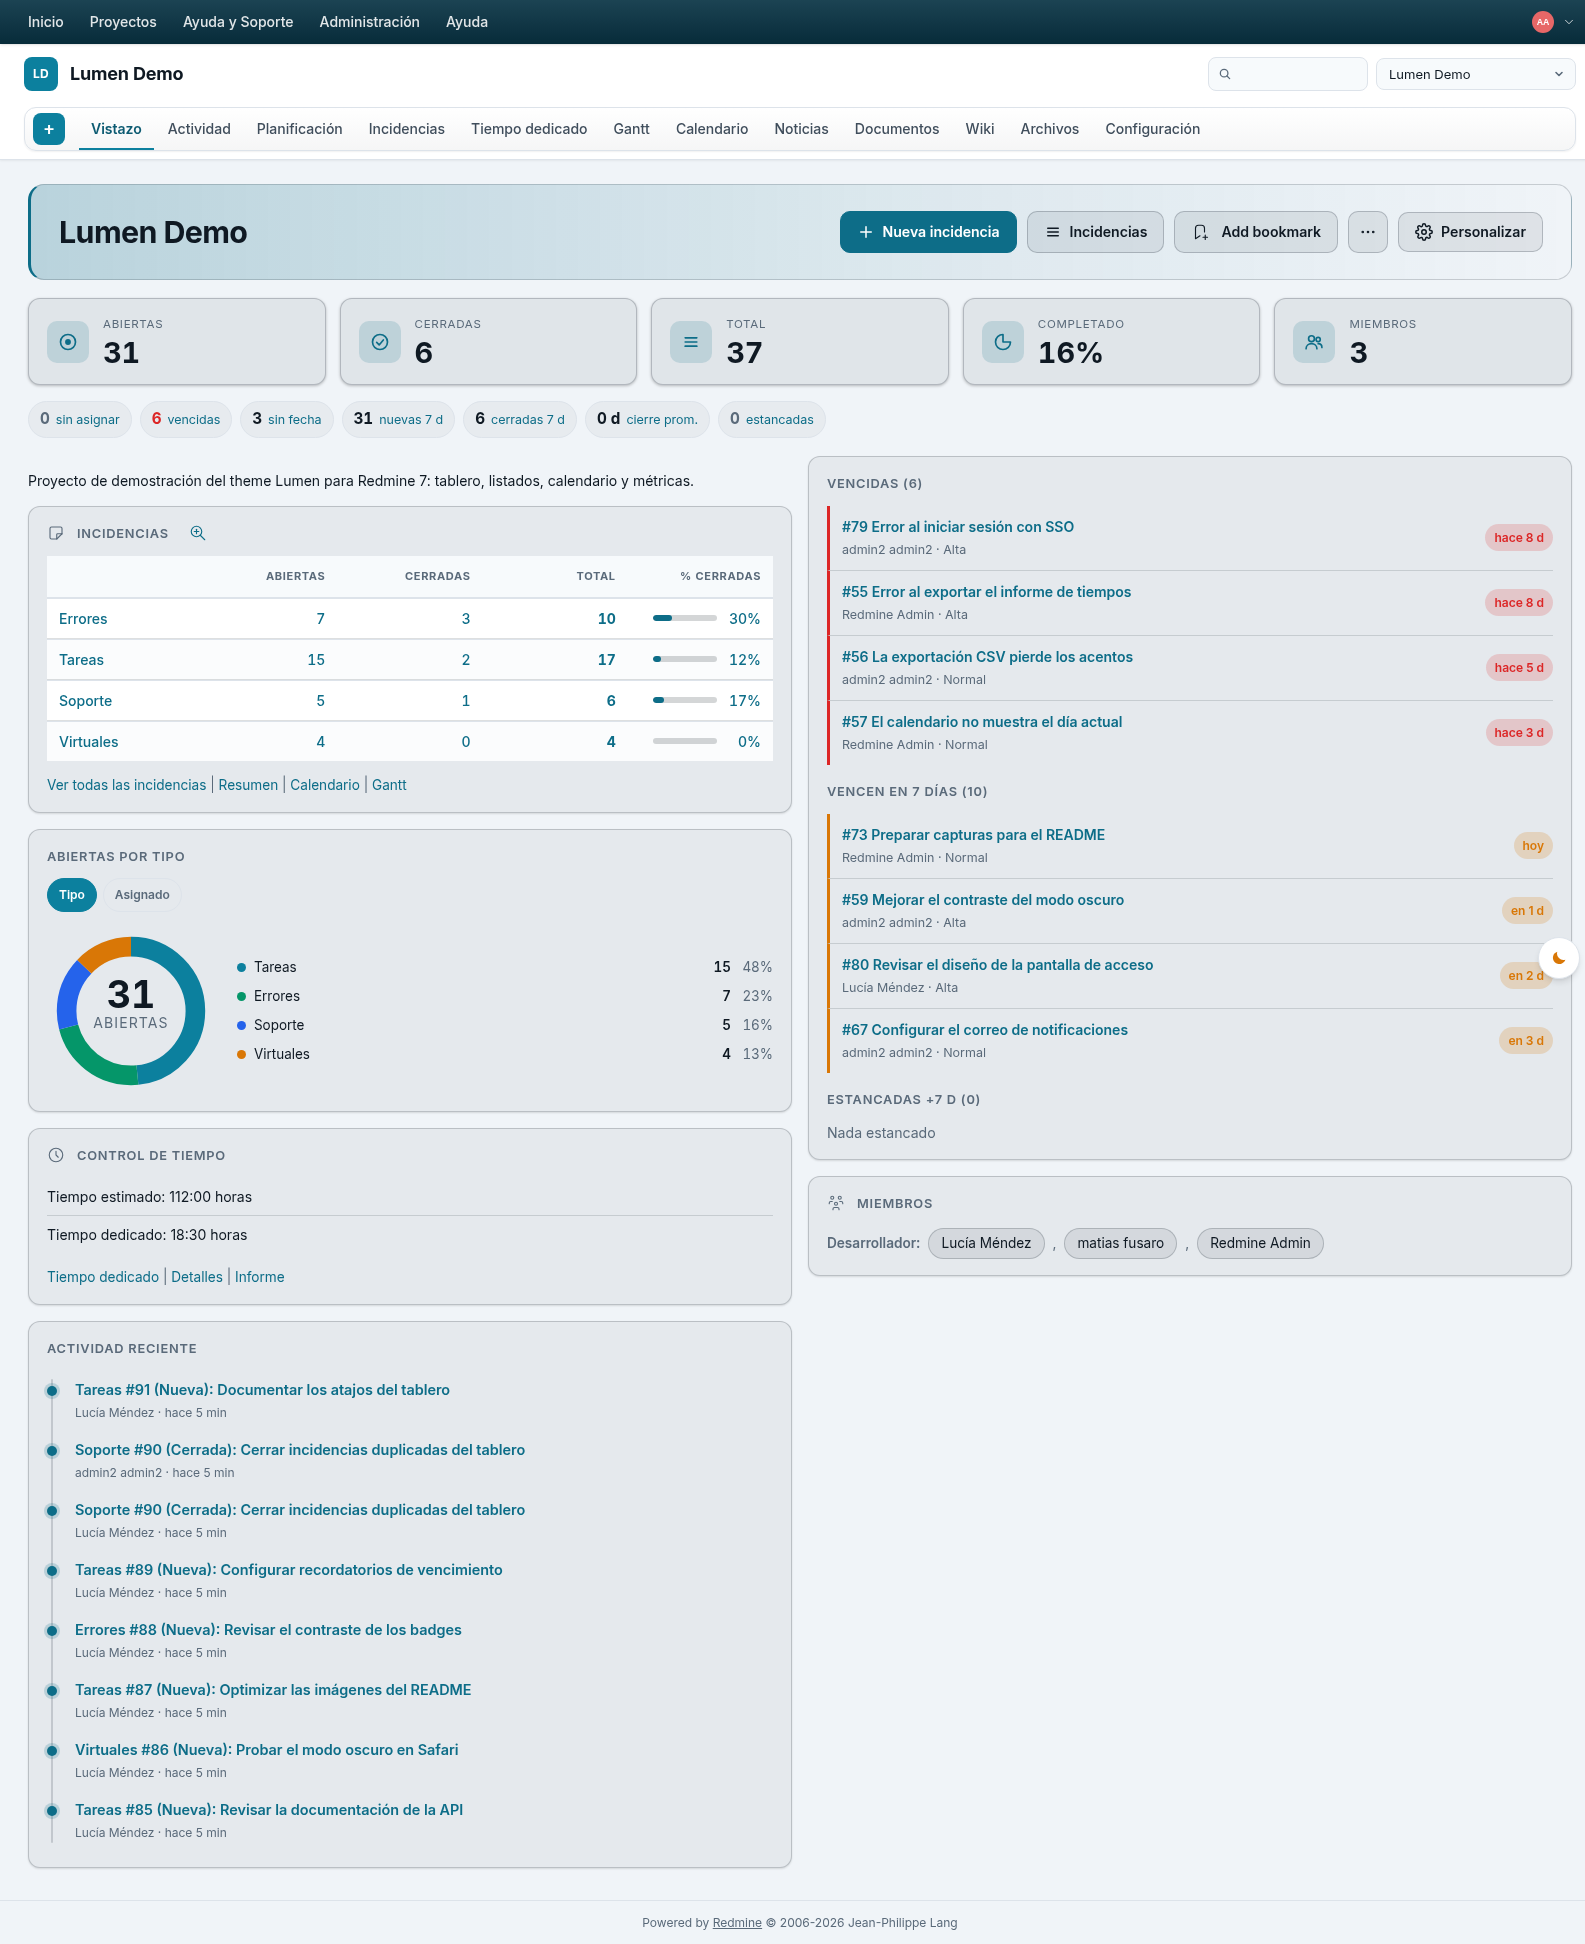 Inicio Proyectos Ayuda y Soporte Administración Ayuda AA
LD Lumen Demo Lumen Demo
+ Vistazo Actividad Planificación Incidencias Tiempo dedicado Gantt Calendario Noticias Documentos Wiki Archivos Configuración
Lumen Demo + Nueva incidencia Incidencias Add bookmark ··· Personalizar
ABIERTAS
31
CERRADAS
6
TOTAL
37
COMPLETADO
16%
MIEMBROS
3
0 sin asignar 6 vencidas 3 sin fecha 31 nuevas 7 d 6 cerradas 7 d 0 d cierre prom. 0 estancadas
Proyecto de demostración del theme Lumen para Redmine 7: tablero, listados, calendario y métricas.
INCIDENCIAS
ABIERTAS CERRADAS TOTAL % CERRADAS
Errores 7 3 10 30%
Tareas 15 2 17 12%
Soporte 5 1 6 17%
Virtuales 4 0 4 0%
Ver todas las incidencias | Resumen | Calendario | Gantt
ABIERTAS POR TIPO
Tipo Asignado
31
ABIERTAS
Tareas 15 48%
Errores 7 23%
Soporte 5 16%
Virtuales 4 13%
CONTROL DE TIEMPO
Tiempo estimado: 112:00 horas
Tiempo dedicado: 18:30 horas
Tiempo dedicado | Detalles | Informe
ACTIVIDAD RECIENTE
Tareas #91 (Nueva): Documentar los atajos del tablero
Lucía Méndez · hace 5 min
Soporte #90 (Cerrada): Cerrar incidencias duplicadas del tablero
admin2 admin2 · hace 5 min
Soporte #90 (Cerrada): Cerrar incidencias duplicadas del tablero
Lucía Méndez · hace 5 min
Tareas #89 (Nueva): Configurar recordatorios de vencimiento
Lucía Méndez · hace 5 min
Errores #88 (Nueva): Revisar el contraste de los badges
Lucía Méndez · hace 5 min
Tareas #87 (Nueva): Optimizar las imágenes del README
Lucía Méndez · hace 5 min
Virtuales #86 (Nueva): Probar el modo oscuro en Safari
Lucía Méndez · hace 5 min
Tareas #85 (Nueva): Revisar la documentación de la API
Lucía Méndez · hace 5 min
VENCIDAS (6)
#79 Error al iniciar sesión con SSO
admin2 admin2 · Alta
hace 8 d
#55 Error al exportar el informe de tiempos
Redmine Admin · Alta
hace 8 d
#56 La exportación CSV pierde los acentos
admin2 admin2 · Normal
hace 5 d
#57 El calendario no muestra el día actual
Redmine Admin · Normal
hace 3 d
VENCEN EN 7 DÍAS (10)
#73 Preparar capturas para el README
Redmine Admin · Normal
hoy
#59 Mejorar el contraste del modo oscuro
admin2 admin2 · Alta
en 1 d
#80 Revisar el diseño de la pantalla de acceso
Lucía Méndez · Alta
en 2 d
#67 Configurar el correo de notificaciones
admin2 admin2 · Normal
en 3 d
ESTANCADAS +7 D (0)
Nada estancado
MIEMBROS
Desarrollador: Lucía Méndez , matias fusaro , Redmine Admin
Powered by Redmine © 2006-2026 Jean-Philippe Lang